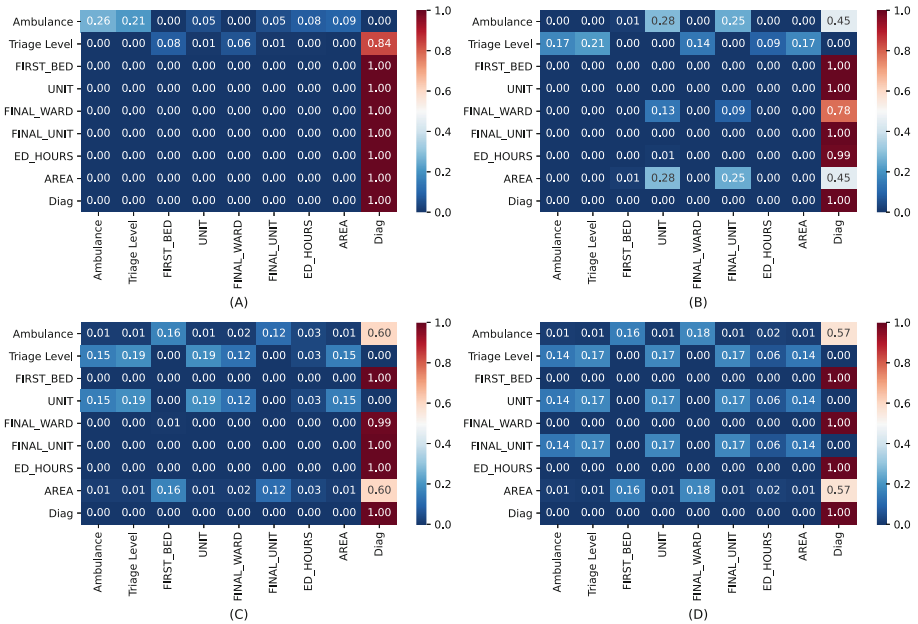 Ambulance 0.26 0.21 0.00 0.05 0.00 0.05 0.08 0.09 0.00
Triage Level 0.00 0.00 0.08 0.01 0.06 0.01 0.00 0.00 0.84
FIRST_BED 0.00 0.00 0.00 0.00 0.00 0.00 0.00 0.00 1.00
UNIT 0.00 0.00 0.00 0.00 0.00 0.00 0.00 0.00 1.00
FINAL_WARD 0.00 0.00 0.00 0.00 0.00 0.00 0.00 0.00 1.00
FINAL_UNIT 0.00 0.00 0.00 0.00 0.00 0.00 0.00 0.00 1.00
ED_HOURS 0.00 0.00 0.00 0.00 0.00 0.00 0.00 0.00 1.00
AREA 0.00 0.00 0.00 0.00 0.00 0.00 0.00 0.00 1.00
Diag 0.00 0.00 0.00 0.00 0.00 0.00 0.00 0.00 1.00
Ambulance Triage Level FIRST_BED UNIT FINAL_WARD FINAL_UNIT ED_HOURS AREA Diag
1.0
0.8
0.6
0.4
0.2
0.0
(A)
Ambulance 0.00 0.00 0.01 0.28 0.00 0.25 0.00 0.00 0.45
Triage Level 0.17 0.21 0.00 0.00 0.14 0.00 0.09 0.17 0.00
FIRST_BED 0.00 0.00 0.00 0.00 0.00 0.00 0.00 0.00 1.00
UNIT 0.00 0.00 0.00 0.00 0.00 0.00 0.00 0.00 1.00
FINAL_WARD 0.00 0.00 0.00 0.13 0.00 0.09 0.00 0.00 0.78
FINAL_UNIT 0.00 0.00 0.00 0.00 0.00 0.00 0.00 0.00 1.00
ED_HOURS 0.00 0.00 0.00 0.01 0.00 0.00 0.00 0.00 0.99
AREA 0.00 0.00 0.01 0.28 0.00 0.25 0.00 0.00 0.45
Diag 0.00 0.00 0.00 0.00 0.00 0.00 0.00 0.00 1.00
Ambulance Triage Level FIRST_BED UNIT FINAL_WARD FINAL_UNIT ED_HOURS AREA Diag
1.0
0.8
0.6
0.4
0.2
0.0
(B)
Ambulance 0.01 0.01 0.16 0.01 0.02 0.12 0.03 0.01 0.60
Triage Level 0.15 0.19 0.00 0.19 0.12 0.00 0.03 0.15 0.00
FIRST_BED 0.00 0.00 0.00 0.00 0.00 0.00 0.00 0.00 1.00
UNIT 0.15 0.19 0.00 0.19 0.12 0.00 0.03 0.15 0.00
FINAL_WARD 0.00 0.00 0.01 0.00 0.00 0.00 0.00 0.00 0.99
FINAL_UNIT 0.00 0.00 0.00 0.00 0.00 0.00 0.00 0.00 1.00
ED_HOURS 0.00 0.00 0.00 0.00 0.00 0.00 0.00 0.00 1.00
AREA 0.01 0.01 0.16 0.01 0.02 0.12 0.03 0.01 0.60
Diag 0.00 0.00 0.00 0.00 0.00 0.00 0.00 0.00 1.00
Ambulance Triage Level FIRST_BED UNIT FINAL_WARD FINAL_UNIT ED_HOURS AREA Diag
1.0
0.8
0.6
0.4
0.2
0.0
(C)
Ambulance 0.01 0.01 0.16 0.01 0.18 0.01 0.02 0.01 0.57
Triage Level 0.14 0.17 0.00 0.17 0.00 0.17 0.06 0.14 0.00
FIRST_BED 0.00 0.00 0.00 0.00 0.00 0.00 0.00 0.00 1.00
UNIT 0.14 0.17 0.00 0.17 0.00 0.17 0.06 0.14 0.00
FINAL_WARD 0.00 0.00 0.00 0.00 0.00 0.00 0.00 0.00 1.00
FINAL_UNIT 0.14 0.17 0.00 0.17 0.00 0.17 0.06 0.14 0.00
ED_HOURS 0.00 0.00 0.00 0.00 0.00 0.00 0.00 0.00 1.00
AREA 0.01 0.01 0.16 0.01 0.18 0.01 0.02 0.01 0.57
Diag 0.00 0.00 0.00 0.00 0.00 0.00 0.00 0.00 1.00
Ambulance Triage Level FIRST_BED UNIT FINAL_WARD FINAL_UNIT ED_HOURS AREA Diag
1.0
0.8
0.6
0.4
0.2
0.0
(D)